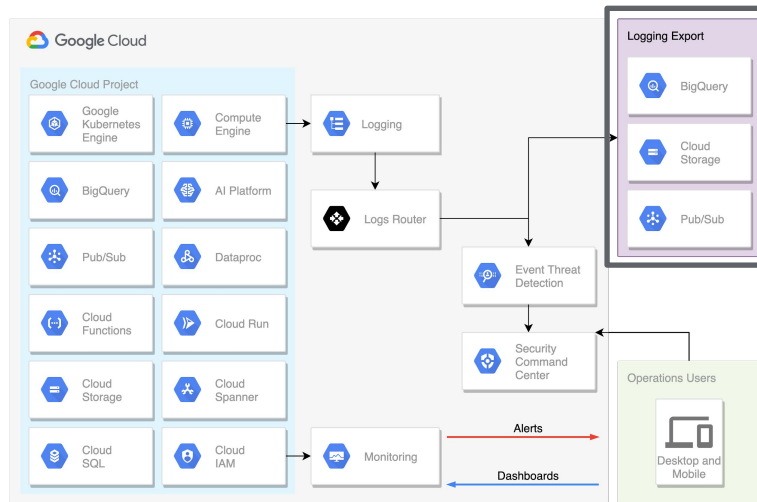 Google Cloud
Logging Export
Google Cloud Project
Google
Kubernetes
Engine
Compute
Engine
Logging
BigQuery
BigQuery
AI Platform
Logs Router
Cloud
Storage
Pub/Sub
Pub/Sub
Dataproc
Event Threat
Detection
Cloud
Functions
Cloud Run
Security
Command
Center
Cloud
Storage
Cloud
Spanner
Operations Users
Cloud
SQL
Cloud
IAM
Monitoring
Alerts
Dashboards
Desktop and
Mobile